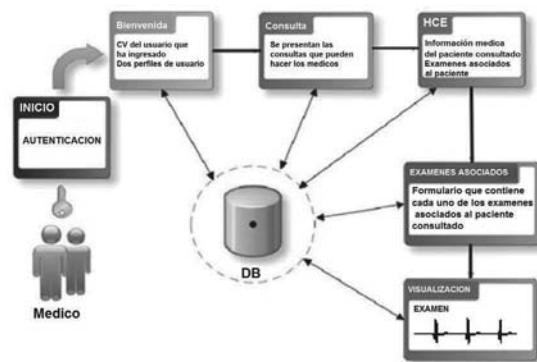 Bienvenida
CV del usuario que
ha ingresado
Dos perfiles de usuario
Consulta
Se presentan las
consultas que pueden
hacer los medicos
HCE
Información medica
del paciente consultado
Examenes asociados
al paciente
INICIO
AUTENTICACION
Medico
DB
EXAMENES ASOCIADOS
Formulario que contiene
cada uno de los examenes
asociados al paciente
consultado
VISUALIZACION
EXAMEN